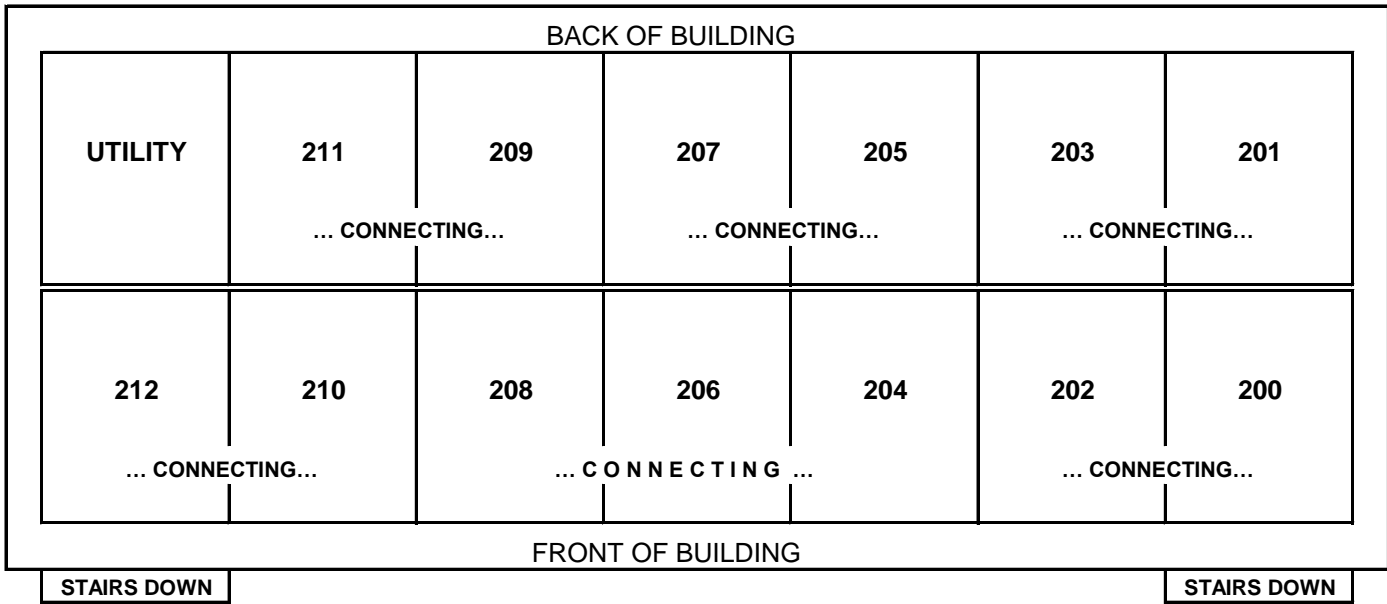 BACK OF BUILDING
UTILITY 211 209 207 205 203 201
... CONNECTING... ... CONNECTING... ... CONNECTING...
212 210 208 206 204 202 200
... CONNECTING... ... C O N N E C T I N G ... ... CONNECTING...
FRONT OF BUILDING
STAIRS DOWN STAIRS DOWN